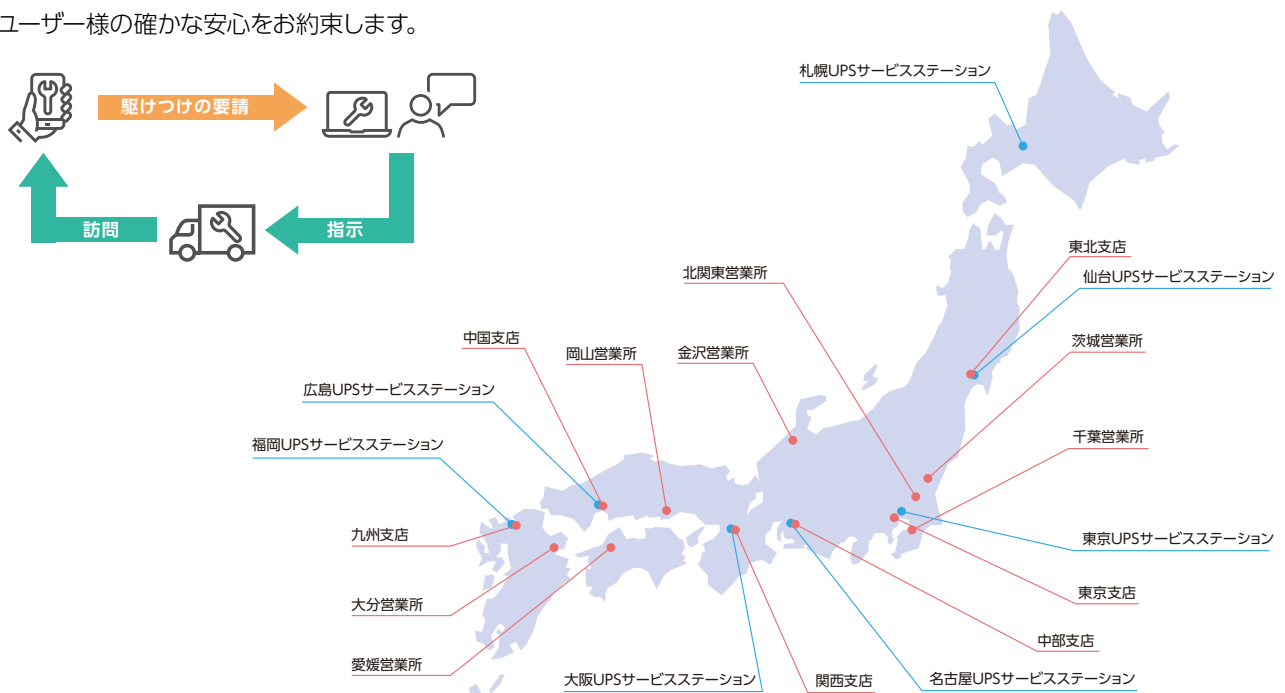 ユーザー様の確かな安心をお約束します。
駆けつけの要請
訪問
指示
札幌UPSサービスステーション
東北支店
仙台UPSサービスステーション
北関東営業所
茨城営業所
中国支店
岡山営業所
金沢営業所
広島UPSサービスステーション
福岡UPSサービスステーション
千葉営業所
九州支店
東京UPSサービスステーション
大分営業所
東京支店
中部支店
愛媛営業所
大阪UPSサービスステーション
関西支店
名古屋UPSサービスステーション